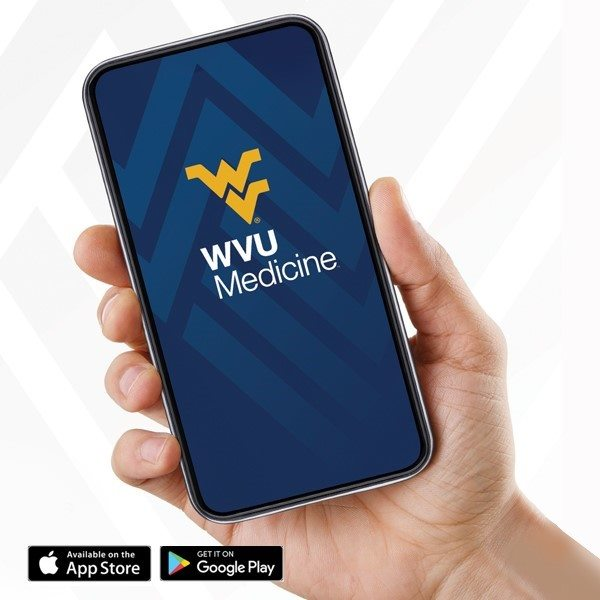 WVU
Medicine
Available on the
App Store
GET IT ON
Google Play